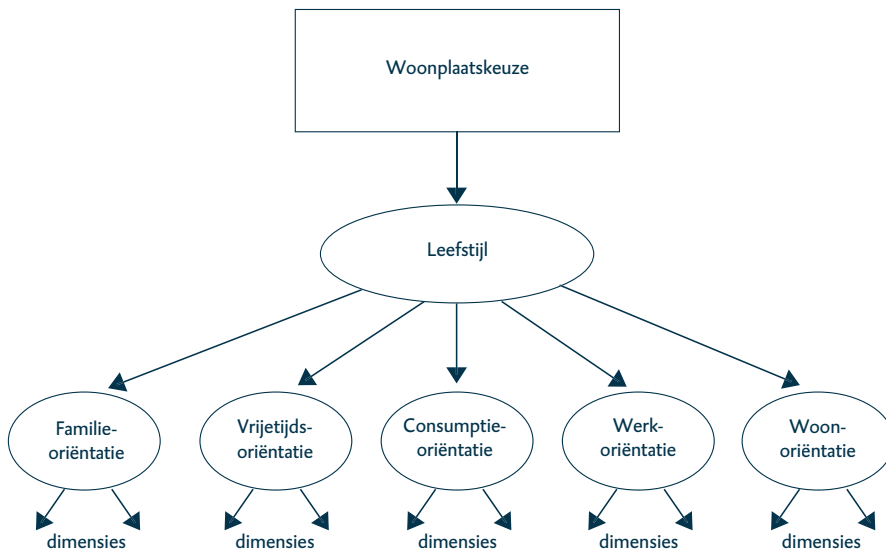 Woonplaatskeuze
Leefstijl
Familie-
oriëntatie
Vrijetijds-
oriëntatie
Consumptie-
oriëntatie
Werk-
oriëntatie
Woon-
oriëntatie
dimensies
dimensies
dimensies
dimensies
dimensies